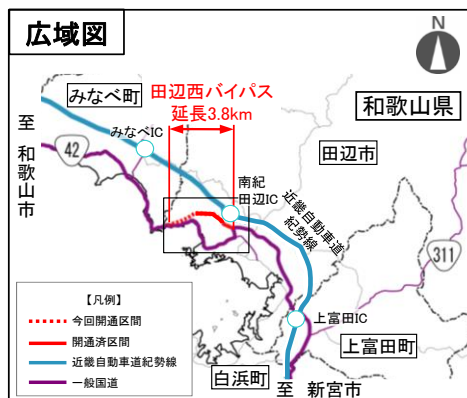 広域図
N
みなべ町
田辺西バイパス
延長3.8km
和歌山県
至 和歌山市
42
みなべIC
田辺市
南紀
田辺IC
近畿自動車道
紀勢線
311
【凡例】
今回開通区間
開通済区間
近畿自動車道紀勢線
一般国道
上富田IC
上富田町
白浜町
至 新宮市